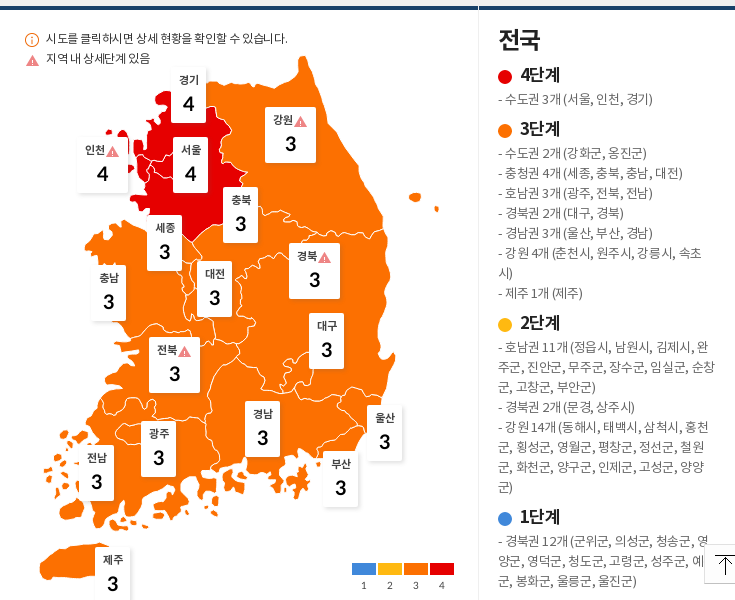 시도를 클릭하시면 상세 현황을 확인할 수 있습니다.
지역 내 상세단계 있음
경기
4
강원
3
인천
4
서울
4
충북
3
세종
3
경북
3
대전
3
충남
3
대구
3
전북
3
경남
3
울산
3
광주
3
전남
3
부산
3
제주
3
1 2 3 4
전국
4단계
- 수도권 3개 (서울, 인천, 경기)
3단계
- 수도권 2개 (강화군, 옹진군)
- 충청권 4개 (세종, 충북, 충남, 대전)
- 호남권 3개 (광주, 전북, 전남)
- 경북권 2개 (대구, 경북)
- 경남권 3개 (울산, 부산, 경남)
- 강원 4개 (춘천시, 원주시, 강릉시, 속초
시)
- 제주 1개 (제주)
2단계
- 호남권 11개 (정읍시, 남원시, 김제시, 완
주군, 진안군, 무주군, 장수군, 임실군, 순창
군, 고창군, 부안군)
- 경북권 2개 (문경, 상주시)
- 강원 14개 (동해시, 태백시, 삼척시, 홍천
군, 횡성군, 영월군, 평창군, 정선군, 철원
군, 화천군, 양구군, 인제군, 고성군, 양양
군)
1단계
- 경북권 12개 (군위군, 의성군, 청송군, 영
양군, 영덕군, 청도군, 고령군, 성주군, 예
군, 봉화군, 울릉군, 울진군)